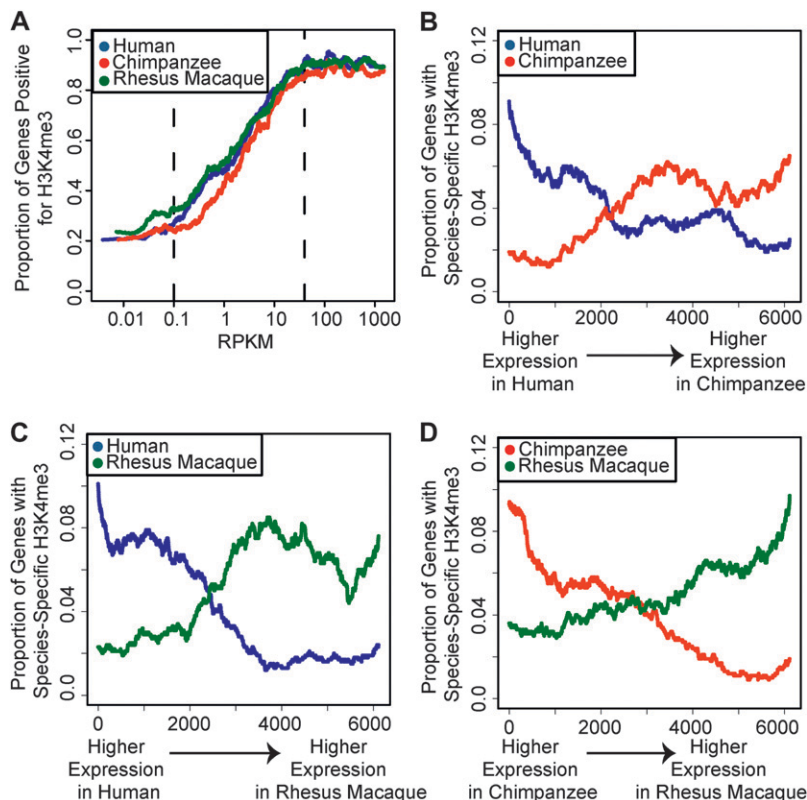 A
Human
Chimpanzee
Rhesus Macaque
Proportion of Genes Positive
for H3K4me3
1.0
0.8
0.6
0.4
0.2
0.0
0.01 0.1 1 10 100 1000
RPKM
B
Human
Chimpanzee
Proportion of Genes with
Species-Specific H3K4me3
0.12
0.08
0.04
0.0
0 2000 4000 6000
Higher
Expression
in Human
Higher
Expression
in Chimpanzee
C
Human
Rhesus Macaque
Proportion of Genes with
Species-Specific H3K4me3
0.12
0.08
0.04
0.0
0 2000 4000 6000
Higher
Expression
in Human
Higher
Expression
in Rhesus Macaque
D
Chimpanzee
Rhesus Macaque
Proportion of Genes with
Species-Specific H3K4me3
0.12
0.08
0.04
0.0
0 2000 4000 6000
Higher
Expression
in Chimpanzee
Higher
Expression
in Rhesus Macaque